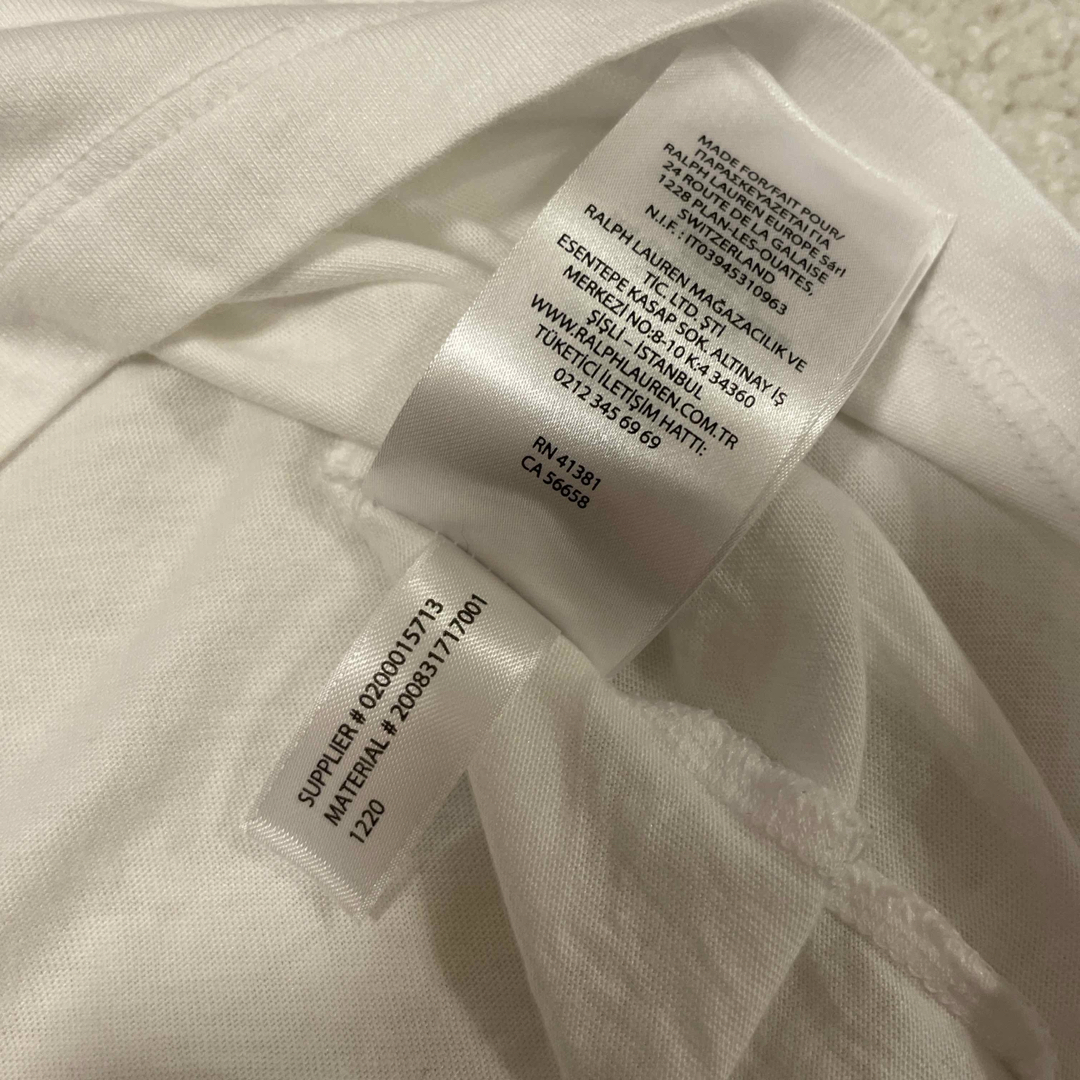 MADE FOR/FAIT POUR/
ΠΑΡΑΣΚΕΥΑΖΕΤΑΙ ΓΙΑ
RALPH LAUREN EUROPE Sárl
24 ROUTE DE LA GALAISE
1228 PLAN-LES-OUATES,
SWITZERLAND
N.I.F. : IT03945310963
RALPH LAUREN MAĞAZACILIK VE
TİC. LTD. ŞTİ
ESENTEPE KASAP SOK. ALTINAY İŞ
MERKEZİ NO:8-10 K:4 34360
ŞİŞLİ – İSTANBUL
WWW.RALPHLAUREN.COM.TR
TÜKETİCİ İLETİŞİM HATTI:
0212 345 69 69
RN 41381
CA 56658
SUPPLIER # 0200015713
MATERIAL # 200831717001
1220